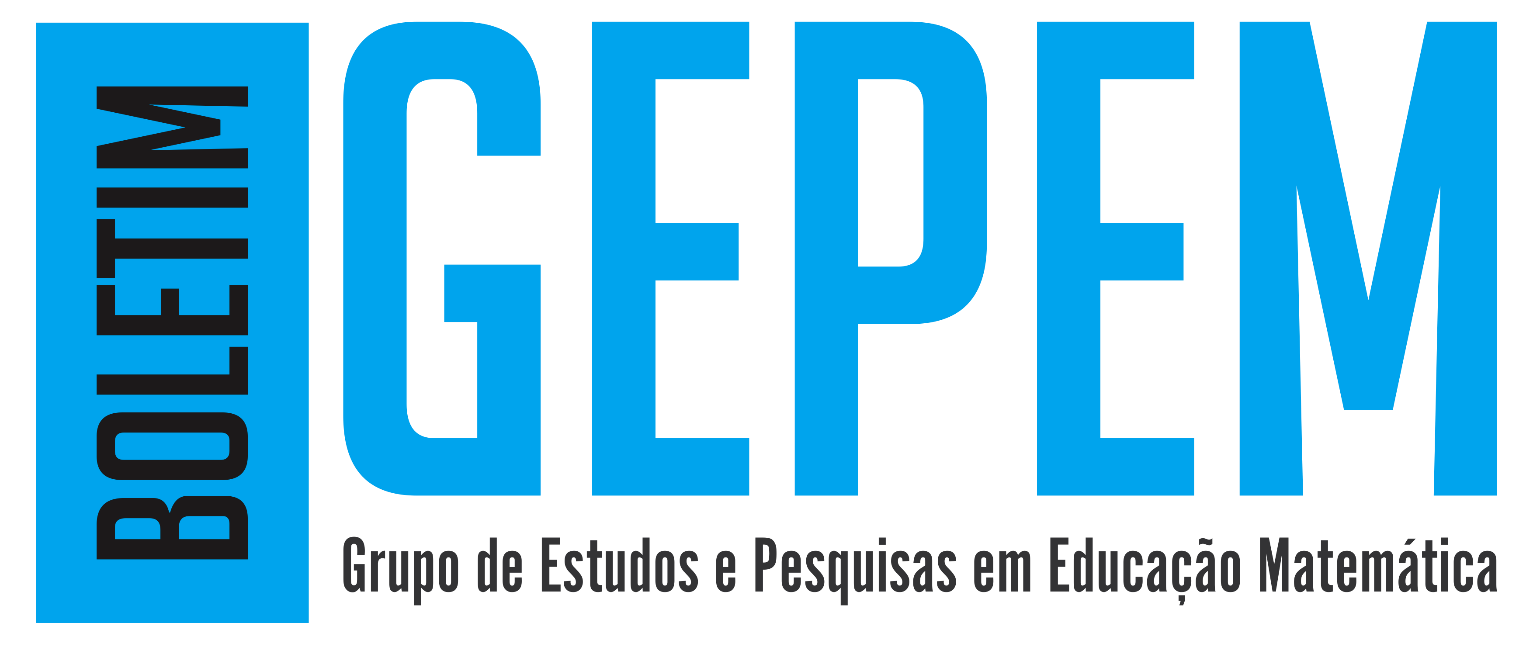 BOLETIM
GEPEM
Grupo de Estudos e Pesquisas em Educação Matemática